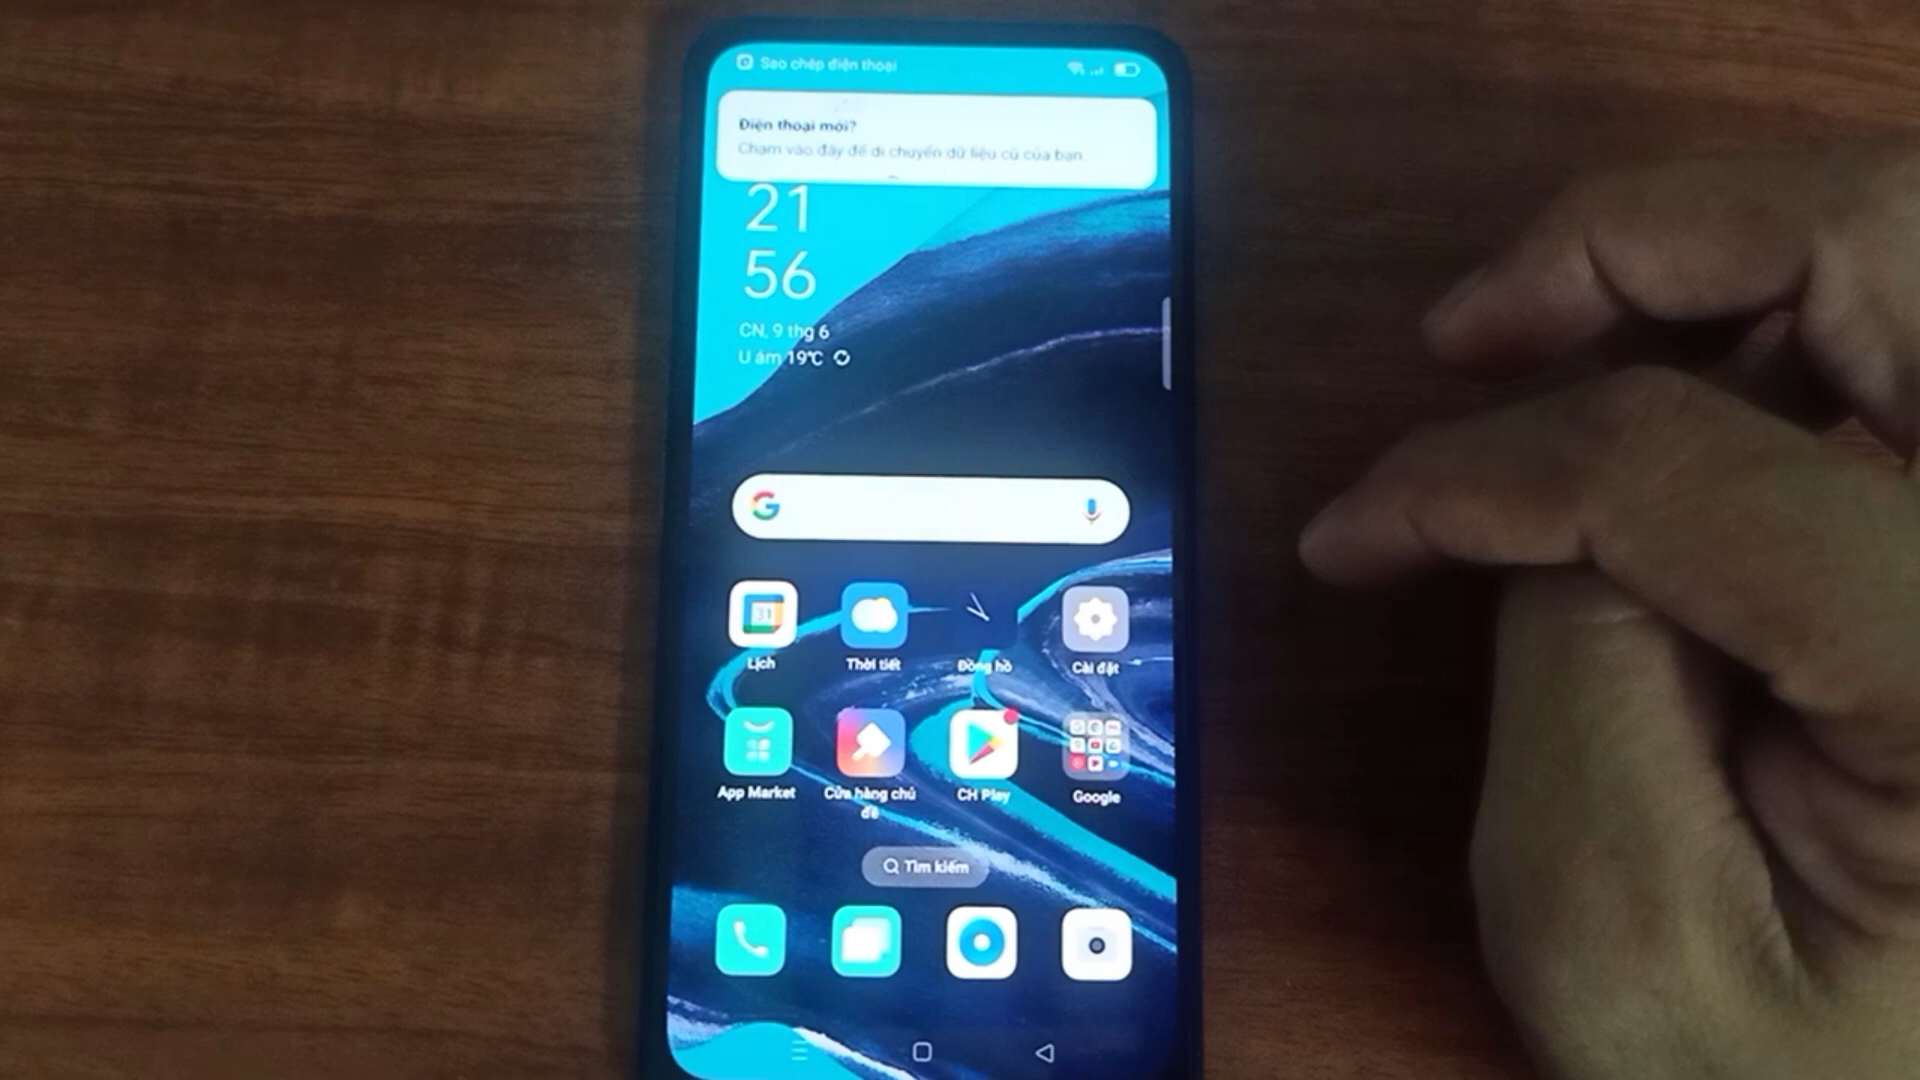 Sao chép điện thoại
Điện thoại mới?
Chạm vào đây để di chuyển dữ liệu cũ của bạn.
21
56
CN, 9 thg 6
U ám 19℃
G
31
Lịch
Thời tiết
Đồng hồ
Cài đặt
App Market
Cửa hàng chủ
đề
CH Play
Google
Tìm kiếm